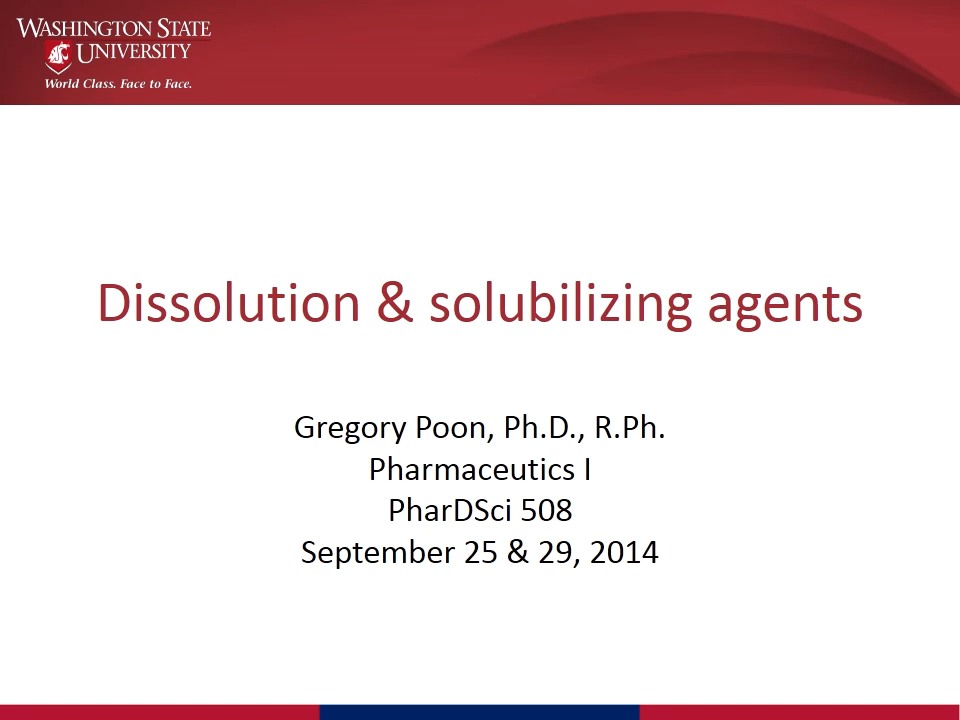 WASHINGTON STATE
UNIVERSITY
World Class. Face to Face.
Dissolution & solubilizing agents
Gregory Poon, Ph.D., R.Ph.
Pharmaceutics I
PharDSci 508
September 25 & 29, 2014